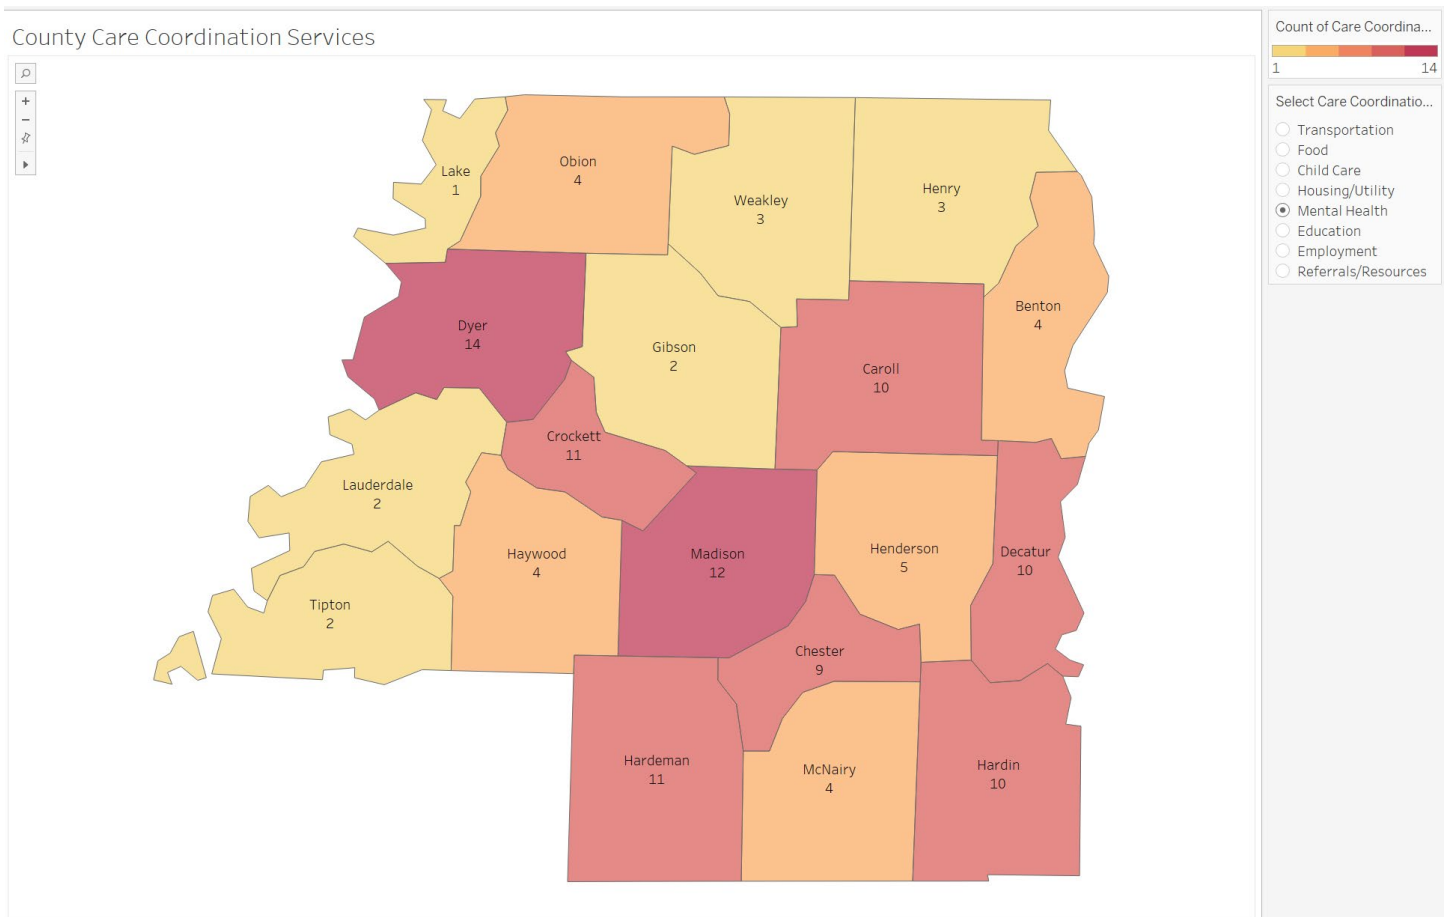 County Care Coordination Services
Count of Care Coordina...
1
14
Select Care Coordinatio...
Transportation
Food
Child Care
Housing/Utility
Mental Health
Education
Employment
Referrals/Resources
Lake
1
Obion
4
Weakley
3
Henry
3
Benton
4
Dyer
14
Gibson
2
Caroll
10
Crockett
11
Lauderdale
2
Haywood
4
Madison
12
Henderson
5
Decatur
10
Tipton
2
Chester
9
Hardeman
11
McNairy
4
Hardin
10